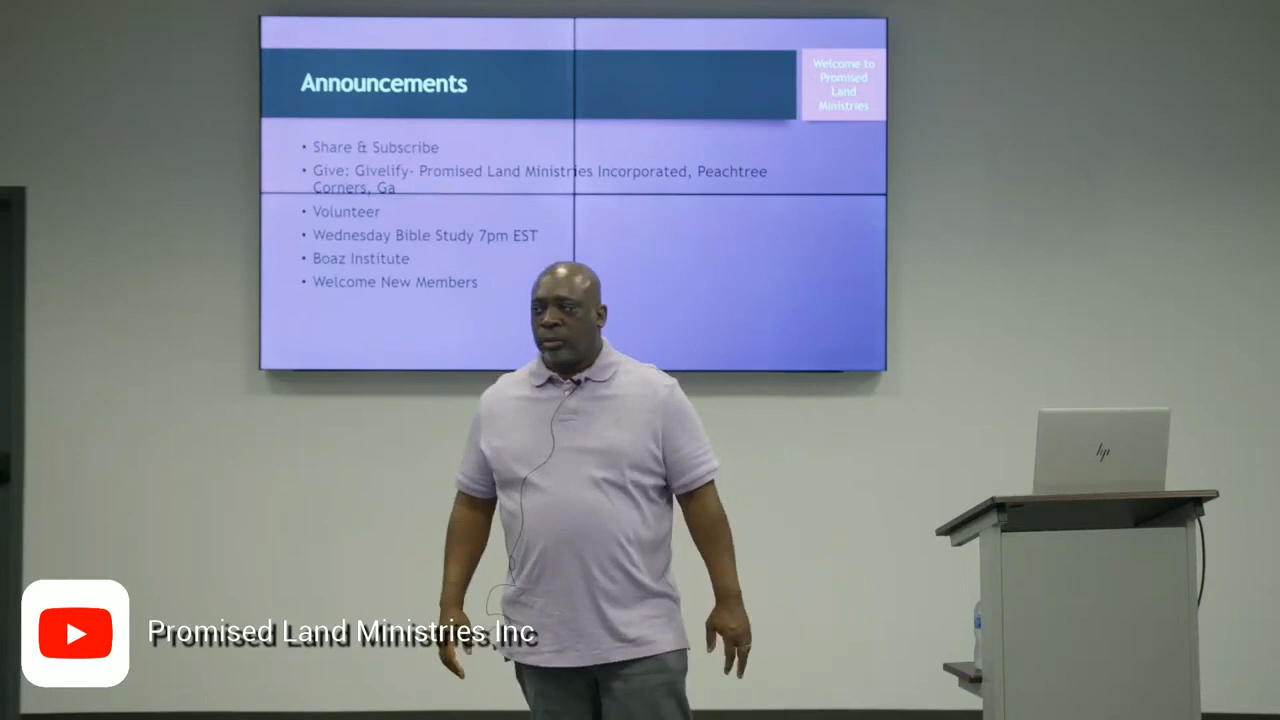 Announcements
Welcome to
Promised
Land
Ministries
• Share & Subscribe
• Give: Givelify- Promised Land Ministries Incorporated, Peachtree
Corners, Ga
• Volunteer
• Wednesday Bible Study 7pm EST
• Boaz Institute
• Welcome New Members
hp
Promised Land Ministries,Inc